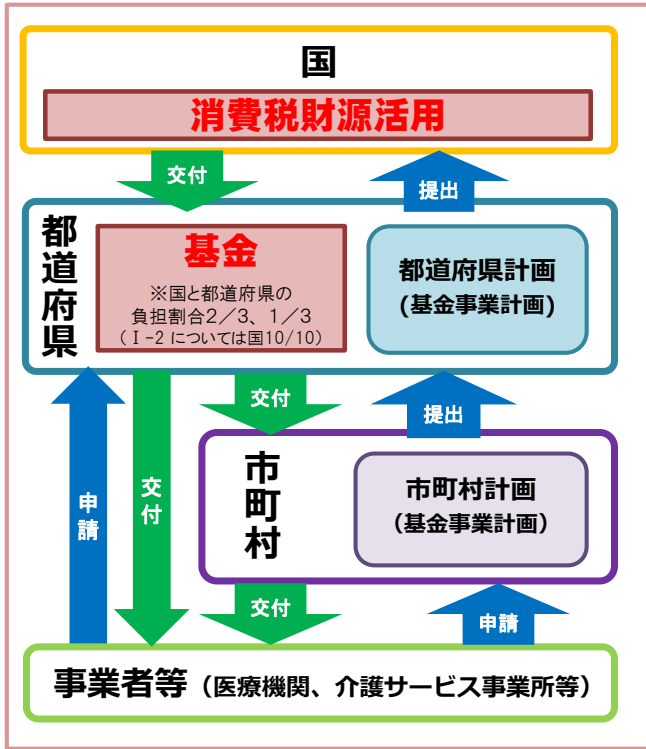 国
消費税財源活用
交付
提出
都道府県
基金
※国と都道府県の
負担割合2／3、1／3
(Ⅰ-2 については国10/10)
都道府県計画
(基金事業計画)
交付
提出
申請
交付
市町村
市町村計画
(基金事業計画)
交付
申請
事業者等（医療機関、介護サービス事業所等）